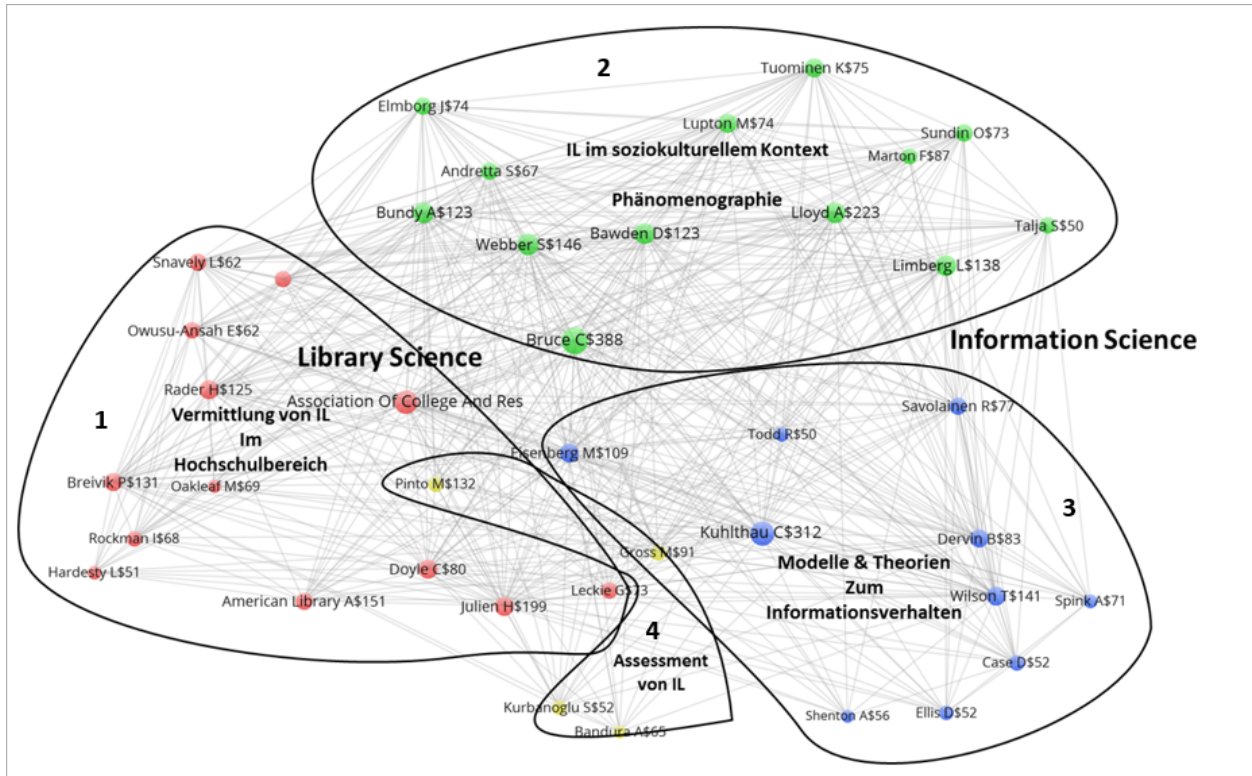 2
Tuominen K$75
Elmborg J$74
Lupton M$74
Sundin O$73
IL im soziokulturellem Kontext
Marton F$87
Andretta S$67
Phänomenographie
Bundy A$123
Lloyd A$223
Bawden D$123
Talja S$50
Webber S$146
Limberg L$138
Snavely L$62
Owusu-Ansah E$62
Bruce C$388
Information Science
Library Science
Rader H$125
Association Of College And Res
Savolainen R$77
1
Vermittlung von IL
Im
Hochschulbereich
Todd R$50
Eisenberg M$109
Breivik P$131
Oakleaf M$69
Pinto M$132
3
Rockman I$68
Kuhlthau C$312
Dervin B$83
Gross M$91
Hardesty L$51
Doyle C$80
Modelle & Theorien
Zum
Informationsverhalten
Leckie G$73
American Library A$151
Julien H$199
Wilson T$141
Spink A$71
4
Assessment
von IL
Case D$52
Kurbanoglu S$52
Shenton A$56
Ellis D$52
Bandura A$65